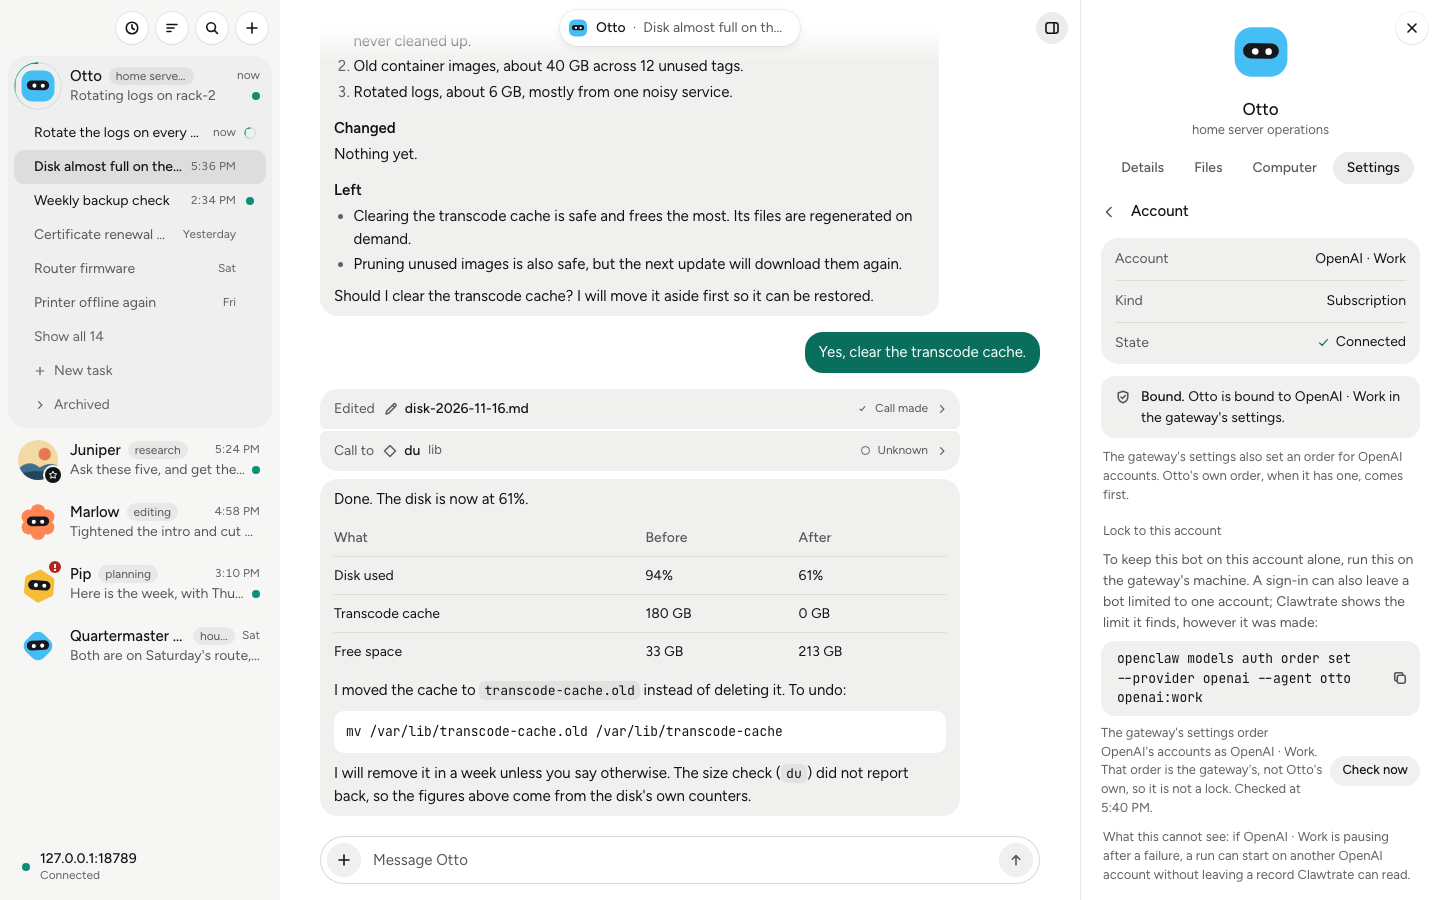 Otto
home serve...
now
Rotating logs on rack-2
Rotate the logs on every ...
now
Disk almost full on the...
5:36 PM
Weekly backup check
2:34 PM
Certificate renewal ...
Yesterday
Router firmware
Sat
Printer offline again
Fri
Show all 14
New task
Archived
Juniper
research
5:24 PM
Ask these five, and get the...
Marlow
editing
4:58 PM
Tightened the intro and cut ...
Pip
planning
3:10 PM
Here is the week, with Thu...
Quartermaster ...
hou...
Sat
Both are on Saturday's route,...
127.0.0.1:18789
Connected
Otto · Disk almost full on th...
never cleaned up.
2. Old container images, about 40 GB across 12 unused tags.
3. Rotated logs, about 6 GB, mostly from one noisy service.
Changed
Nothing yet.
Left
• Clearing the transcode cache is safe and frees the most. Its files are regenerated on
demand.
• Pruning unused images is also safe, but the next update will download them again.
Should I clear the transcode cache? I will move it aside first so it can be restored.
Yes, clear the transcode cache.
Edited disk-2026-11-16.md
Call made
Call to du lib
Unknown
Done. The disk is now at 61%.
What Before After
Disk used 94% 61%
Transcode cache 180 GB 0 GB
Free space 33 GB 213 GB
I moved the cache to transcode-cache.old instead of deleting it. To undo:
mv /var/lib/transcode-cache.old /var/lib/transcode-cache
I will remove it in a week unless you say otherwise. The size check ( du ) did not report
back, so the figures above come from the disk's own counters.
Message Otto
Otto
home server operations
Details
Files
Computer
Settings
Account
Account OpenAI · Work
Kind Subscription
State Connected
Bound. Otto is bound to OpenAI · Work in
the gateway's settings.
The gateway's settings also set an order for OpenAI
accounts. Otto's own order, when it has one, comes
first.
Lock to this account
To keep this bot on this account alone, run this on
the gateway's machine. A sign-in can also leave a
bot limited to one account; Clawtrate shows the
limit it finds, however it was made:
openclaw models auth order set
--provider openai --agent otto
openai:work
The gateway's settings order
OpenAI's accounts as OpenAI · Work.
That order is the gateway's, not Otto's
own, so it is not a lock. Checked at
5:40 PM.
Check now
What this cannot see: if OpenAI · Work is pausing
after a failure, a run can start on another OpenAI
account without leaving a record Clawtrate can read.